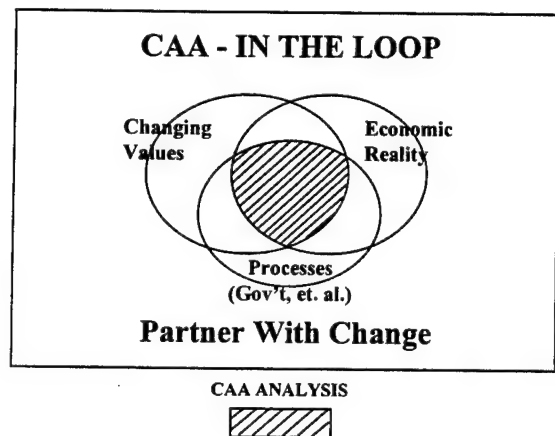 CAA - IN THE LOOP
Changing
Values
Economic
Reality
Processes
(Gov't, et. al.)
Partner With Change
CAA ANALYSIS